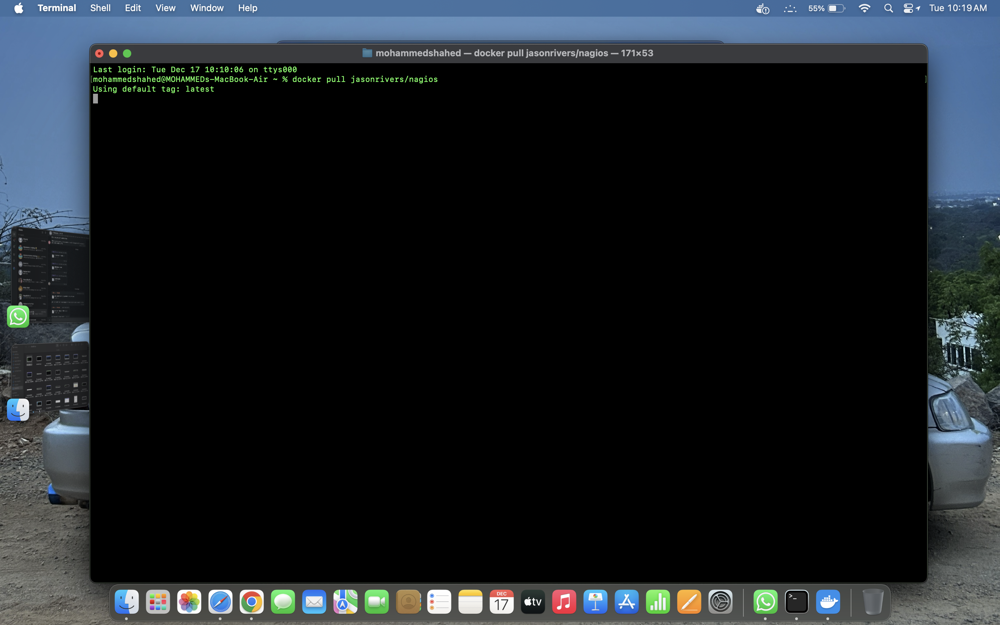 Terminal Shell Edit View Window Help 55% Tue 10:19 AM
mohammedshahed — docker pull jasonrivers/nagios — 171×53
Last login: Tue Dec 17 10:10:06 on ttys000
[mohammedshahed@MOHAMMEDs-MacBook-Air ~ % docker pull jasonrivers/nagios ]
Using default tag: latest
DEC
17
tv
>_